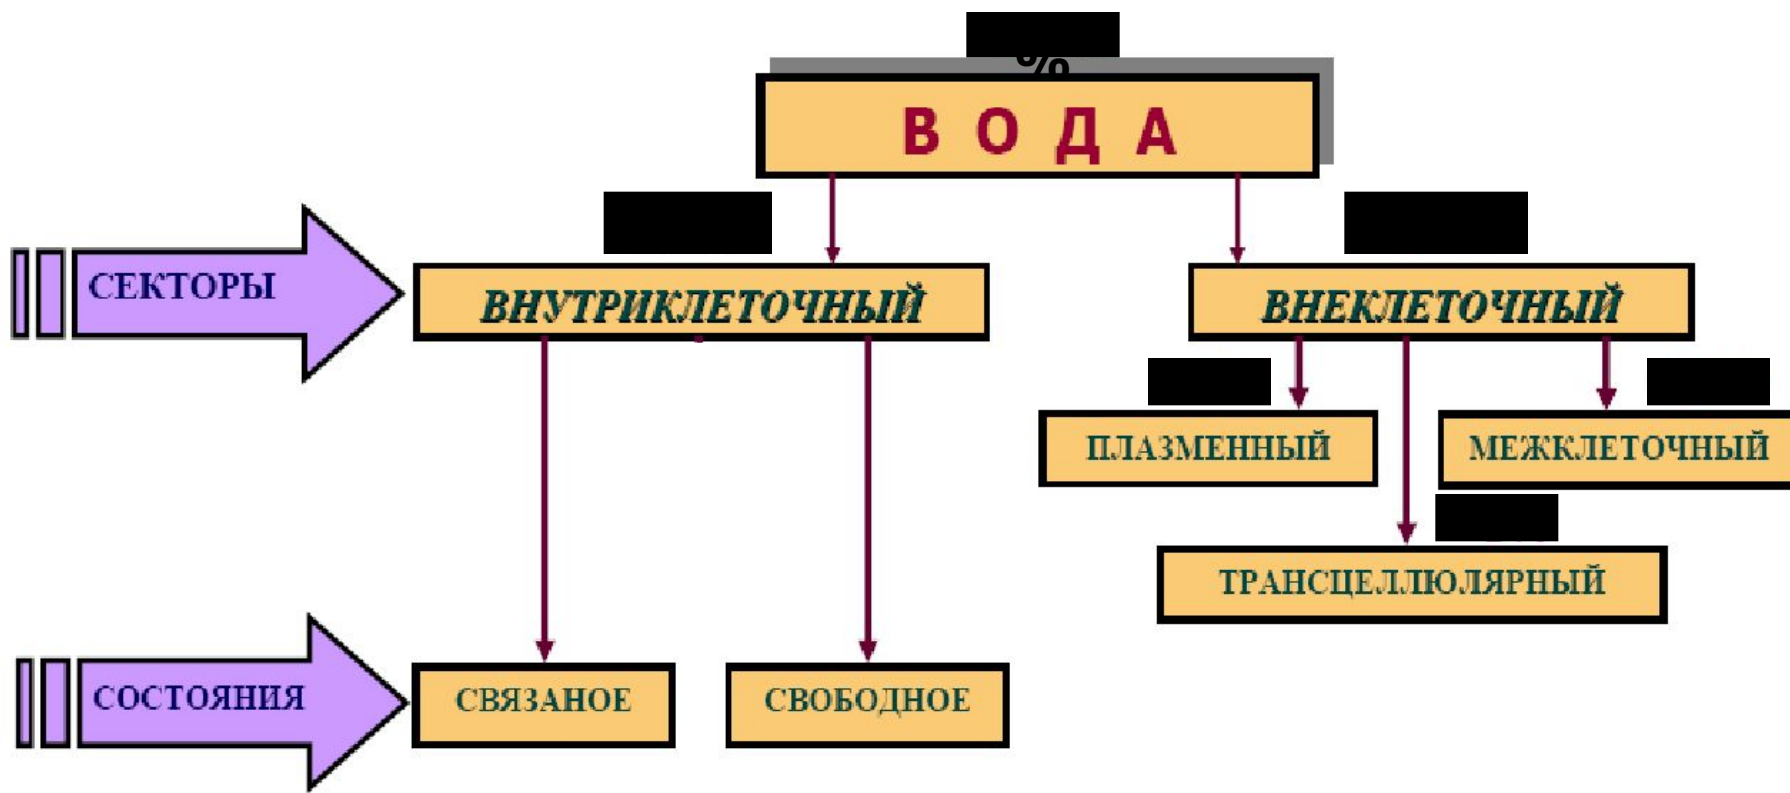 %
В О Д А
СЕКТОРЫ
ВНУТРИКЛЕТОЧНЫЙ
ВНЕКЛЕТОЧНЫЙ
ПЛАЗМЕННЫЙ
МЕЖКЛЕТОЧНЫЙ
ТРАНСЦЕЛЛЮЛЯРНЫЙ
СОСТОЯНИЯ
СВЯЗАНОЕ
СВОБОДНОЕ